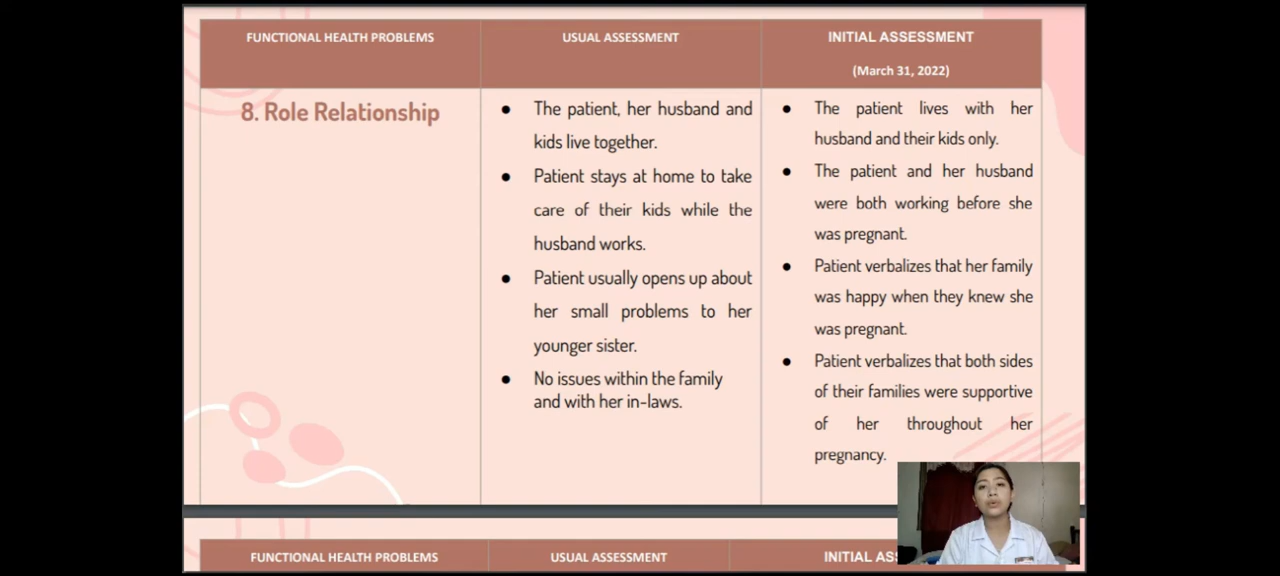 FUNCTIONAL HEALTH PROBLEMS
USUAL ASSESSMENT
INITIAL ASSESSMENT
(March 31, 2022)
8. Role Relationship
● The patient, her husband and
kids live together.
● Patient stays at home to take
care of their kids while the
husband works.
● Patient usually opens up about
her small problems to her
younger sister.
● No issues within the family
and with her in-laws.
● The patient lives with her
husband and their kids only.
● The patient and her husband
were both working before she
was pregnant.
● Patient verbalizes that her family
was happy when they knew she
was pregnant.
● Patient verbalizes that both sides
of their families were supportive
of her throughout her
pregnancy.
FUNCTIONAL HEALTH PROBLEMS
USUAL ASSESSMENT
INITIAL AS